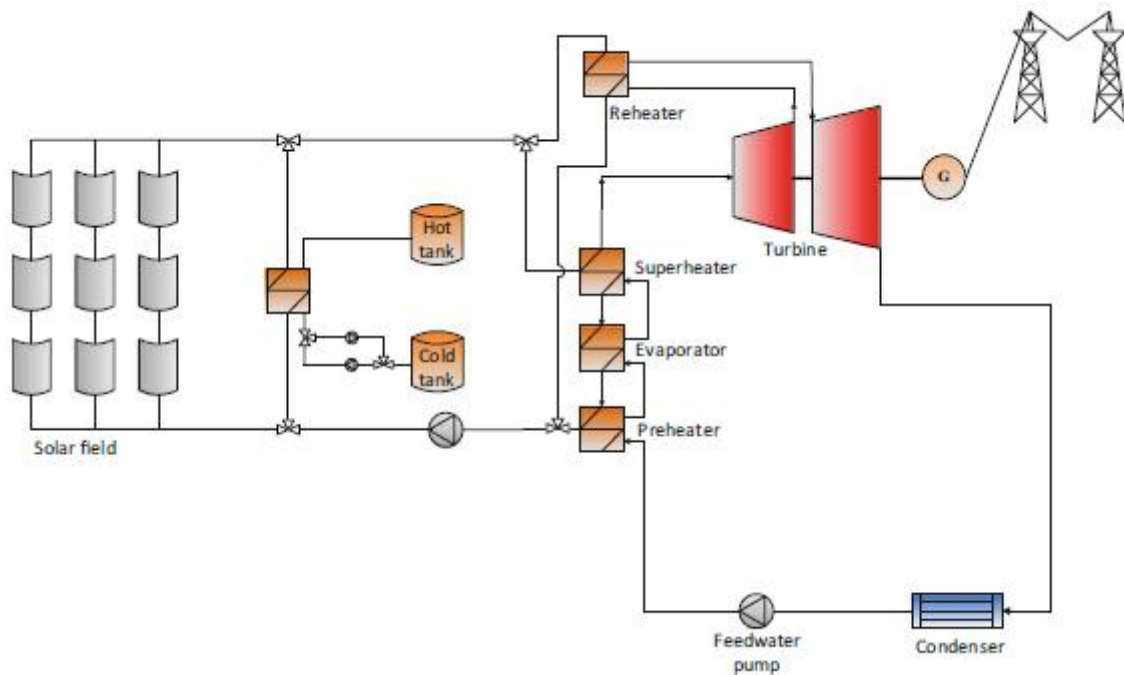 Reheater
G
Hot
tank
Turbine
Superheater
Evaporator
Cold
tank
Preheater
Solar field
Feedwater
pump
Condenser